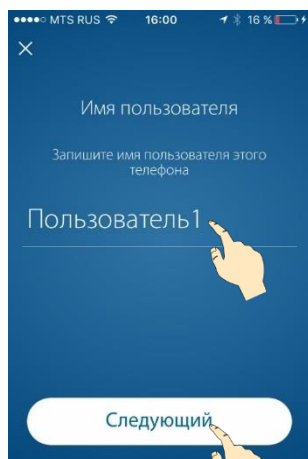 MTS RUS 16:00 16 %
Имя пользователя
Запишите имя пользователя этого
телефона
Пользователь1
Следующий